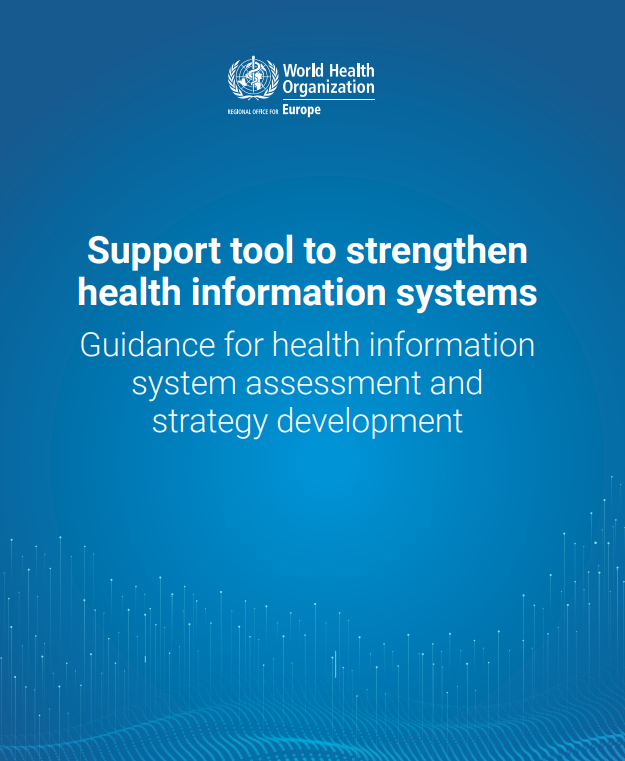 World Health
Organization
REGIONAL OFFICE FOR Europe
Support tool to strengthen
health information systems
Guidance for health information
system assessment and
strategy development